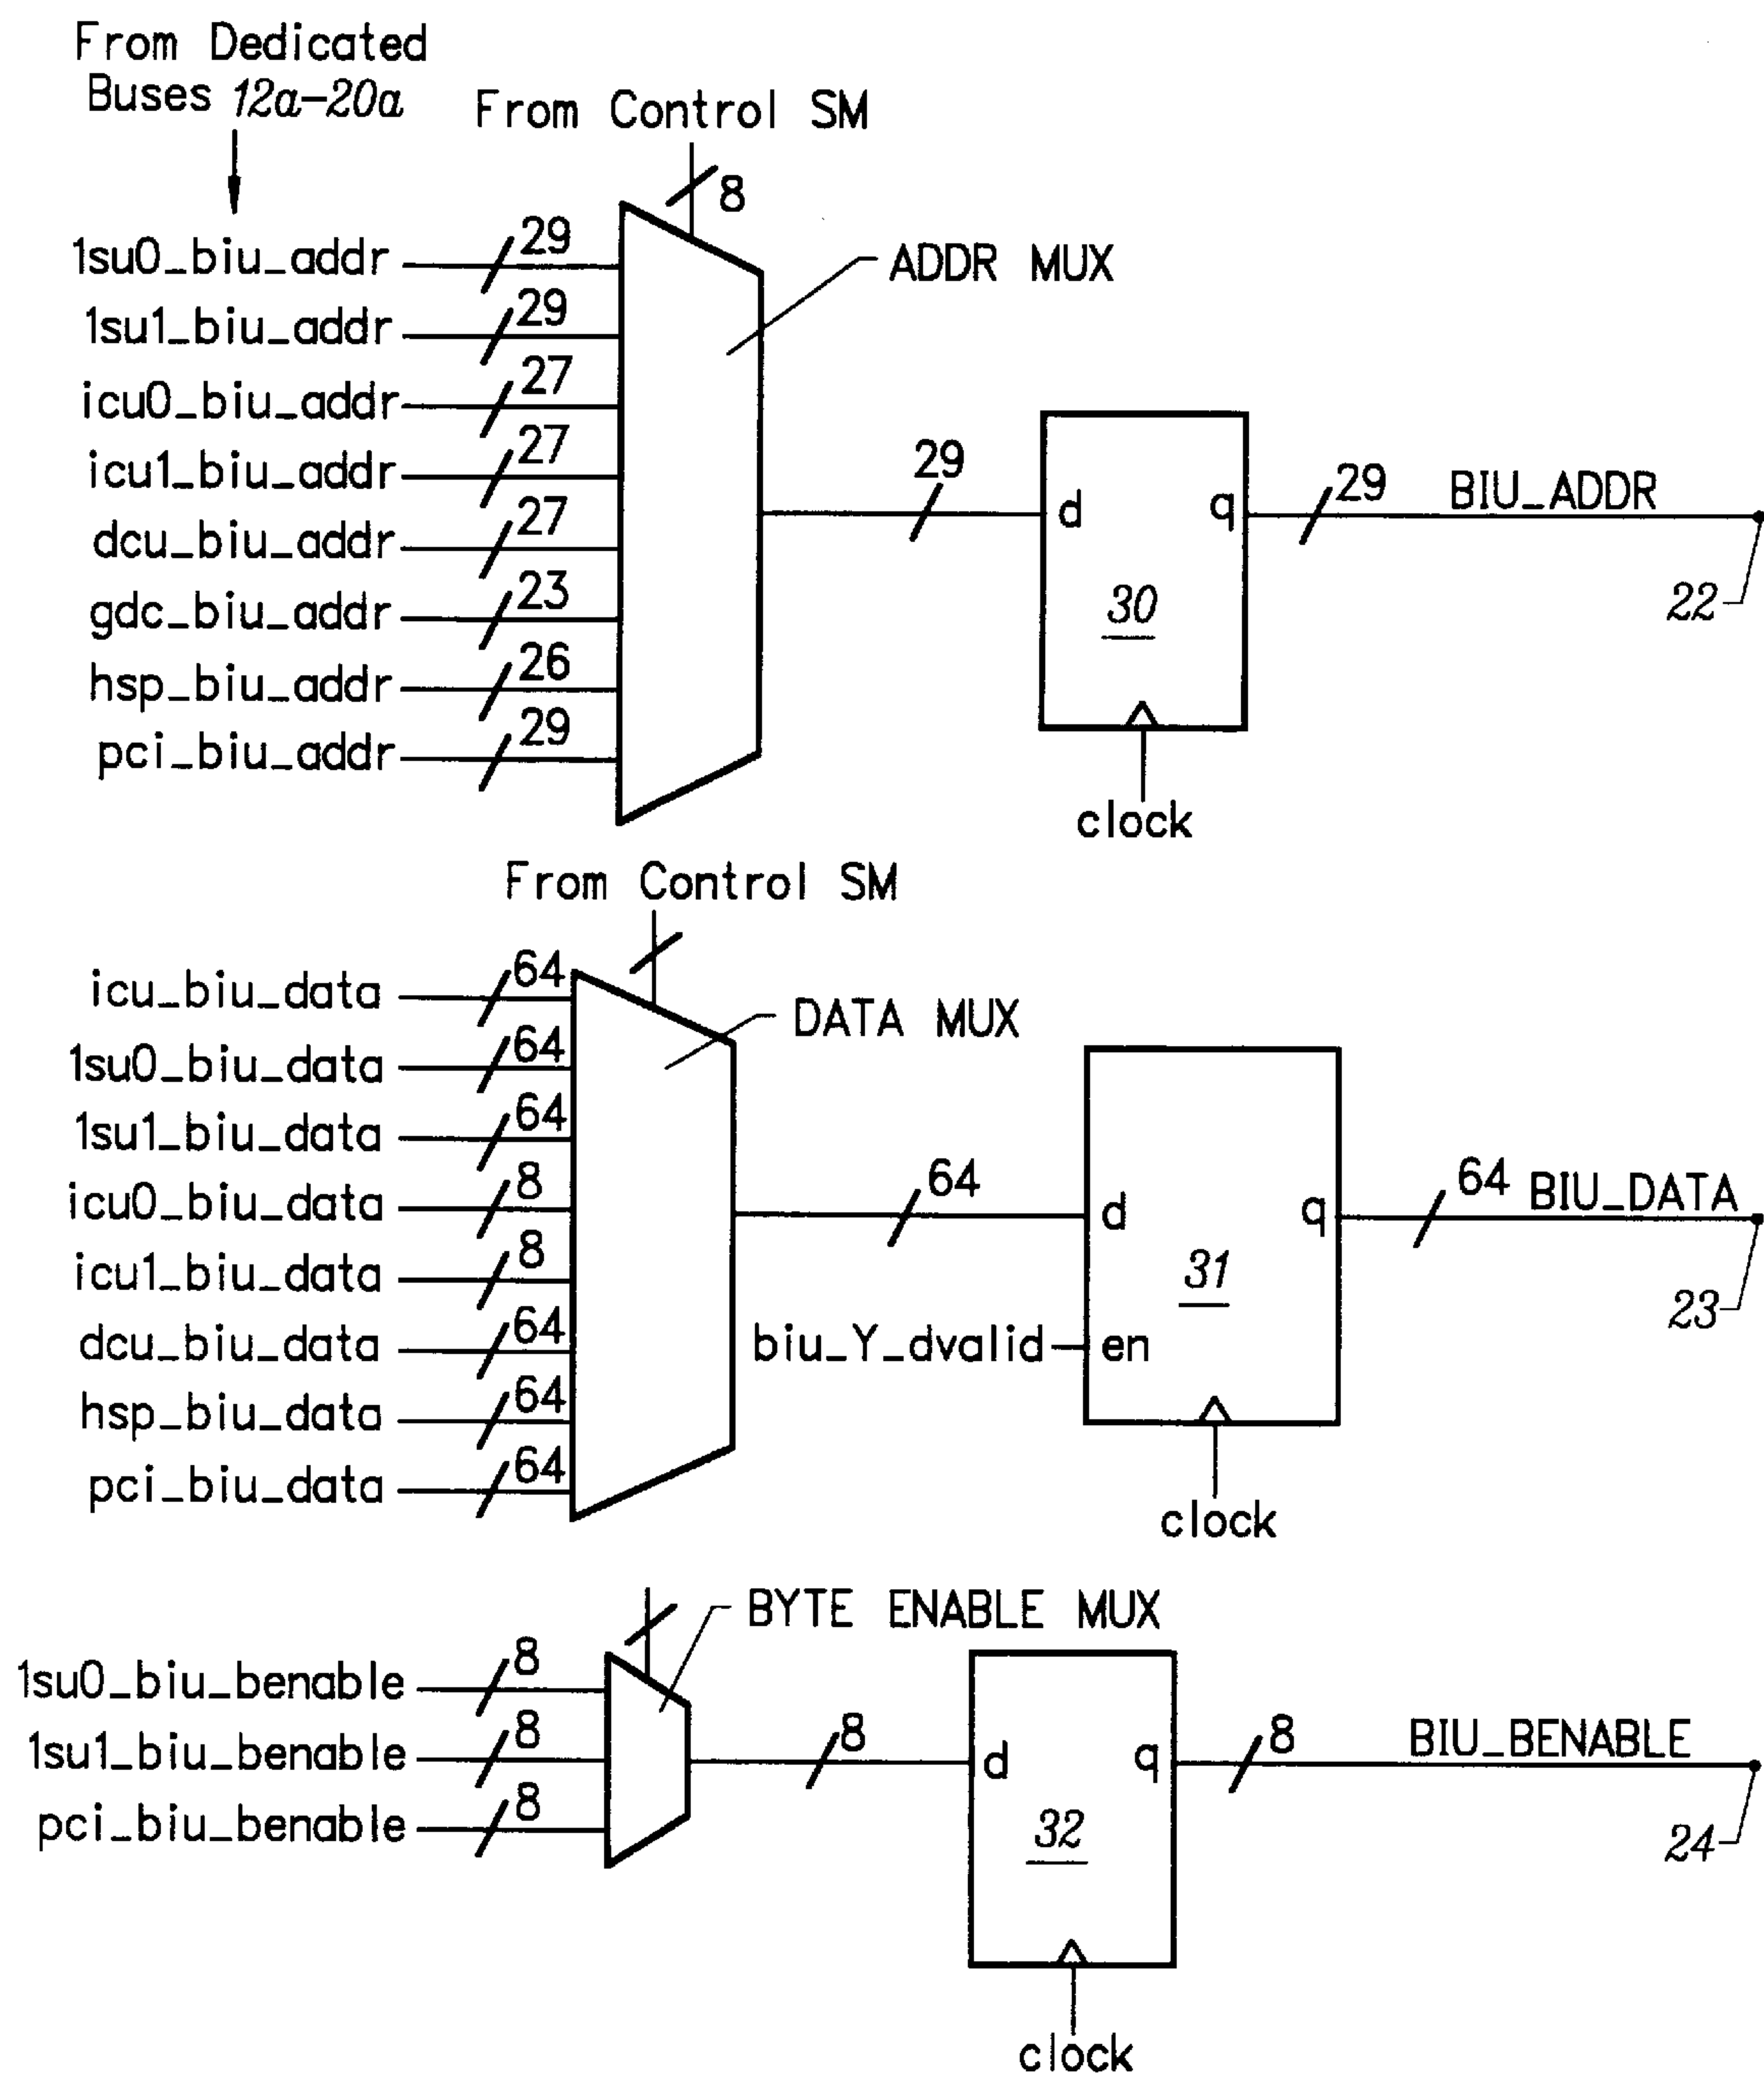 From Dedicated
Buses 12a-20a
From Control SM
8
1su0_biu_addr 29
1su1_biu_addr 29
icu0_biu_addr 27
icu1_biu_addr 27
dcu_biu_addr 27
gdc_biu_addr 23
hsp_biu_addr 26
pci_biu_addr 29
ADDR MUX
29
d q
30
clock
29 BIU_ADDR
22
From Control SM
icu_biu_data 64
1su0_biu_data 64
1su1_biu_data 64
icu0_biu_data 8
icu1_biu_data 8
dcu_biu_data 64
hsp_biu_data 64
pci_biu_data 64
DATA MUX
64
d q
31
biu_Y_dvalid en
clock
64 BIU_DATA
23
BYTE ENABLE MUX
1su0_biu_benable 8
1su1_biu_benable 8
pci_biu_benable 8
8
d q
32
clock
8 BIU_BENABLE
24